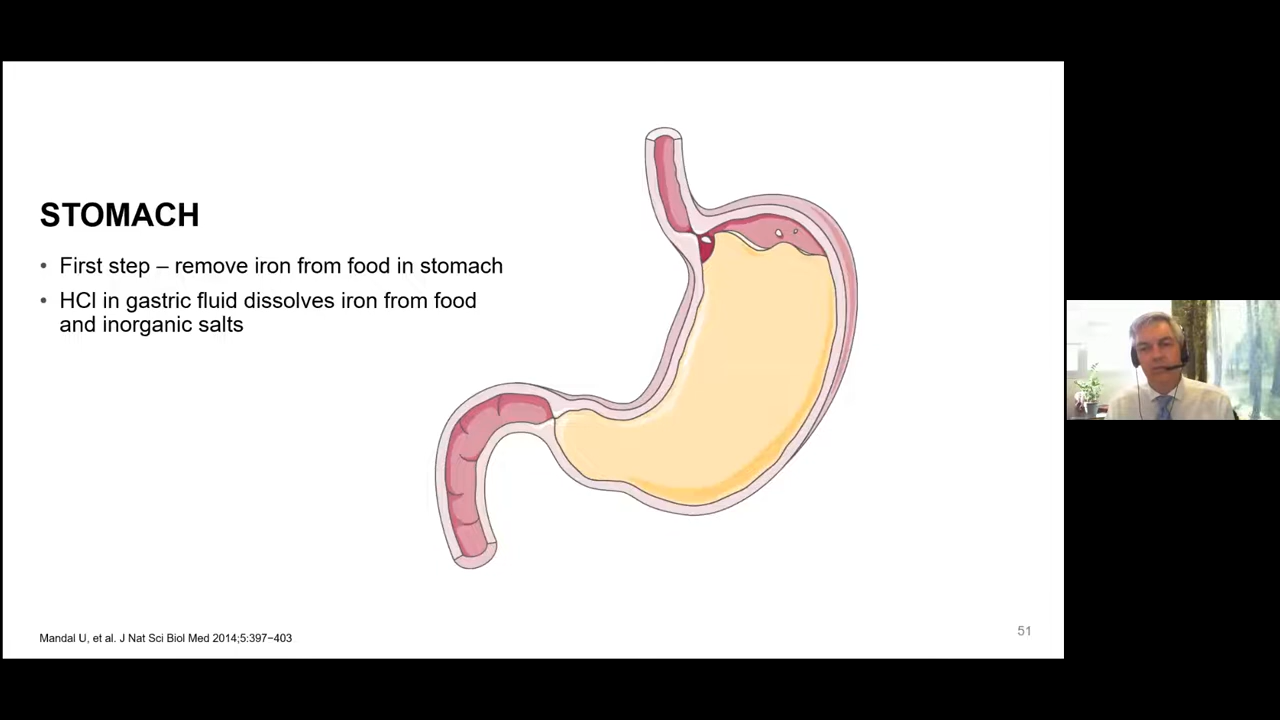 STOMACH
• First step – remove iron from food in stomach
• HCl in gastric fluid dissolves iron from food
and inorganic salts
Mandal U, et al. J Nat Sci Biol Med 2014;5:397−403
51